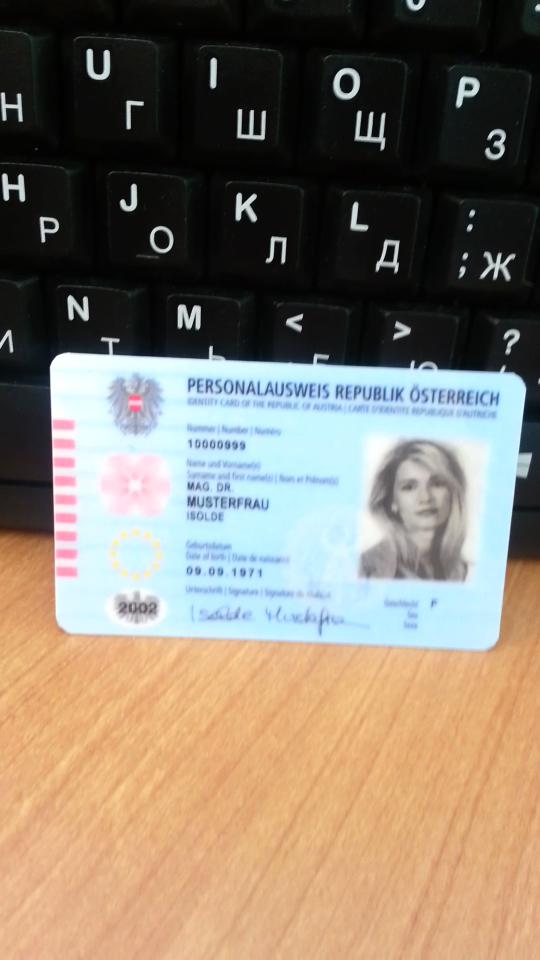 U I O P
Н Г Ш Щ З
H J K L :
Р О Л Д ; Ж
N M < > ?
PERSONALAUSWEIS REPUBLIK ÖSTERREICH
IDENTITY CARD OF THE REPUBLIC OF AUSTRIA | CARTE D'IDENTITE REPUBLIQUE D'AUTRICHE
Nummer | Number | Numéro
10000999
Name und Vorname(n)
Surname and first name(s) | Nom et Prénom(s)
MAG. DR.
MUSTERFRAU
ISOLDE
Geburtsdatum
Date of birth | Date de naissance
09.09.1971
Unterschrift | Signature | Signature du titulaire
2002
Isolde Musterfrau
Geschlecht F
Sex
Sexe